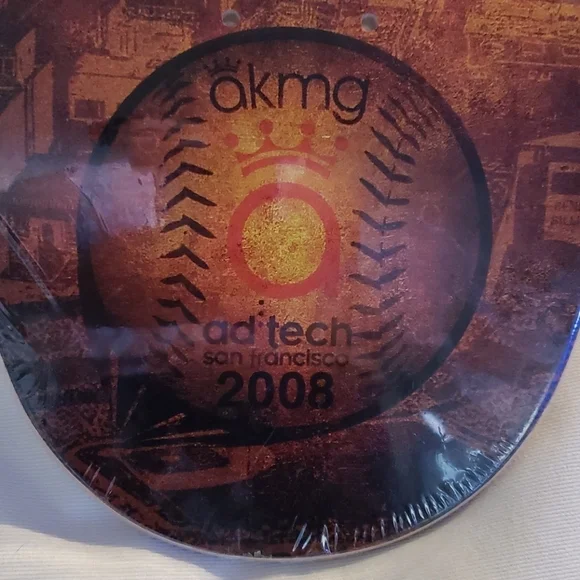 akmg
a
ad:tech
san francisco
2008